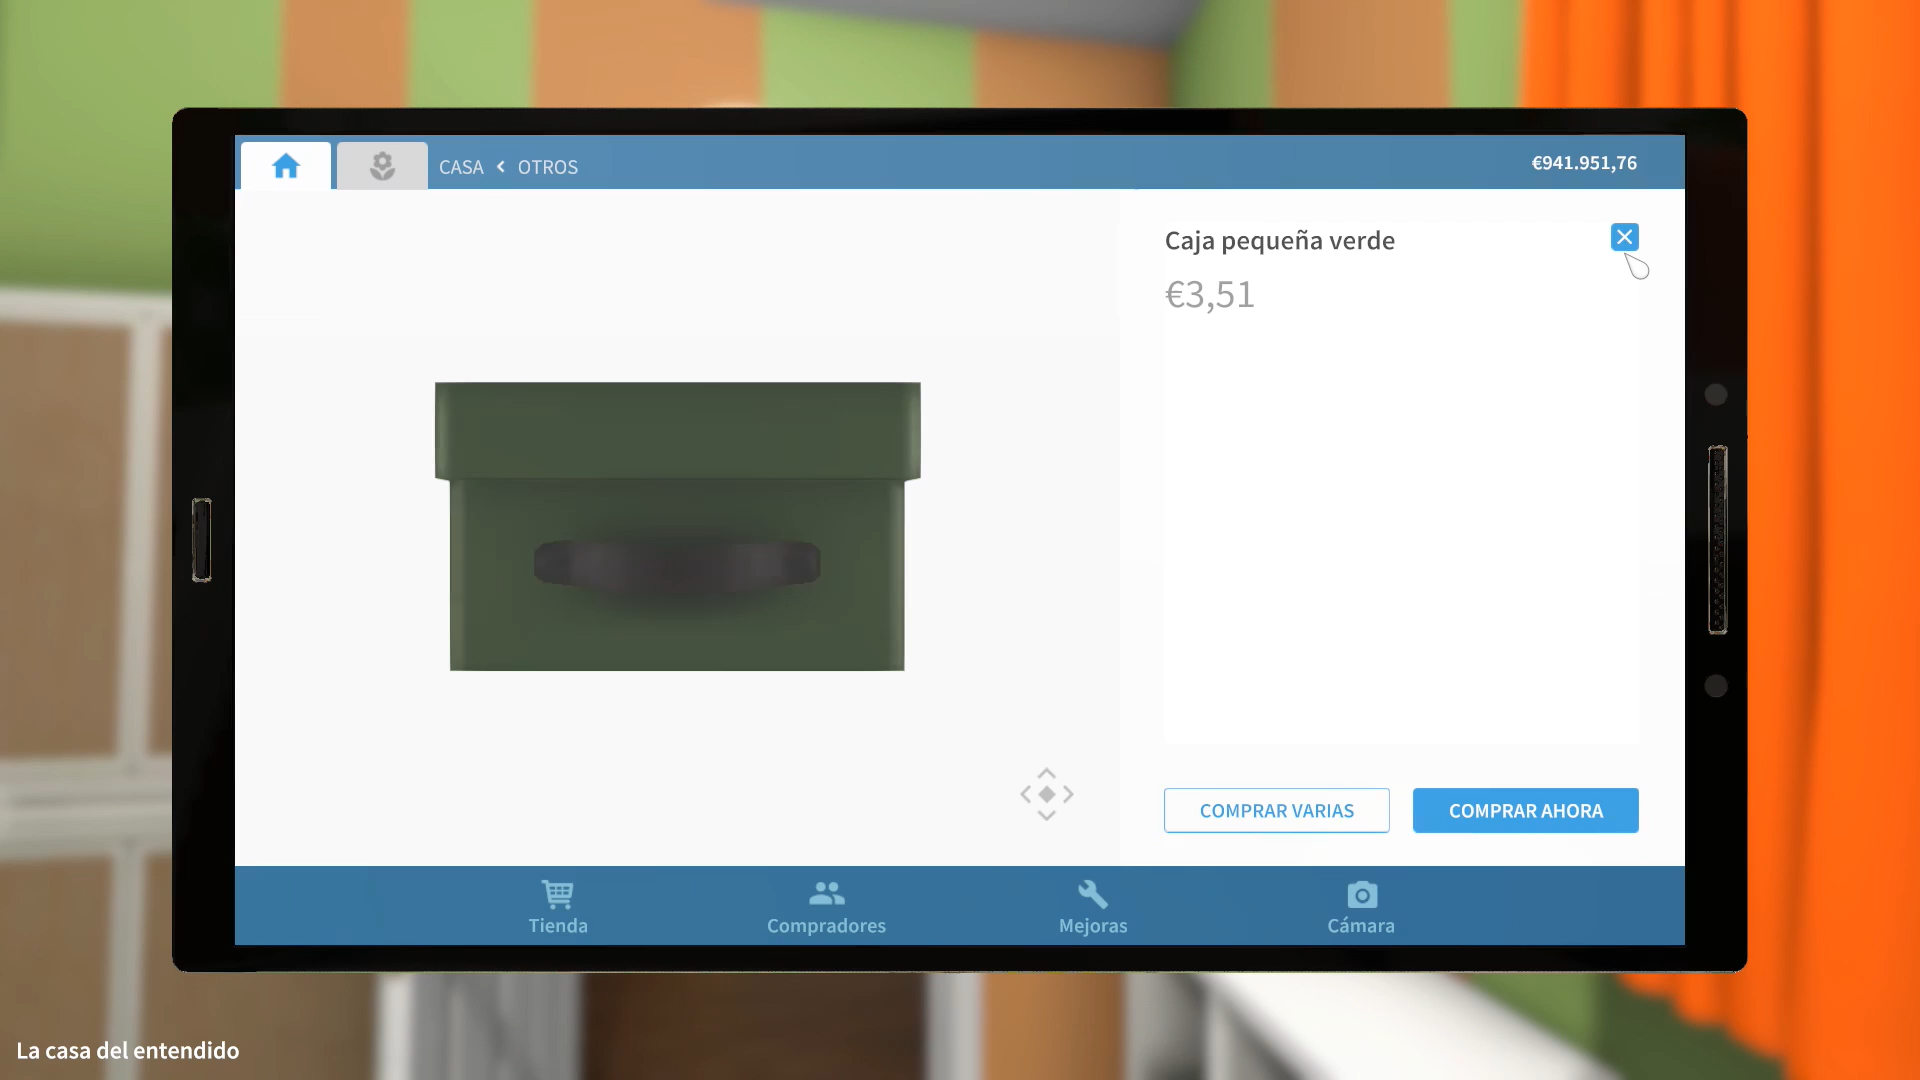 CASA < OTROS
€941.951,76
Caja pequeña verde
€3,51
COMPRAR VARIAS
COMPRAR AHORA
Tienda
Compradores
Mejoras
Cámara
La casa del entendido